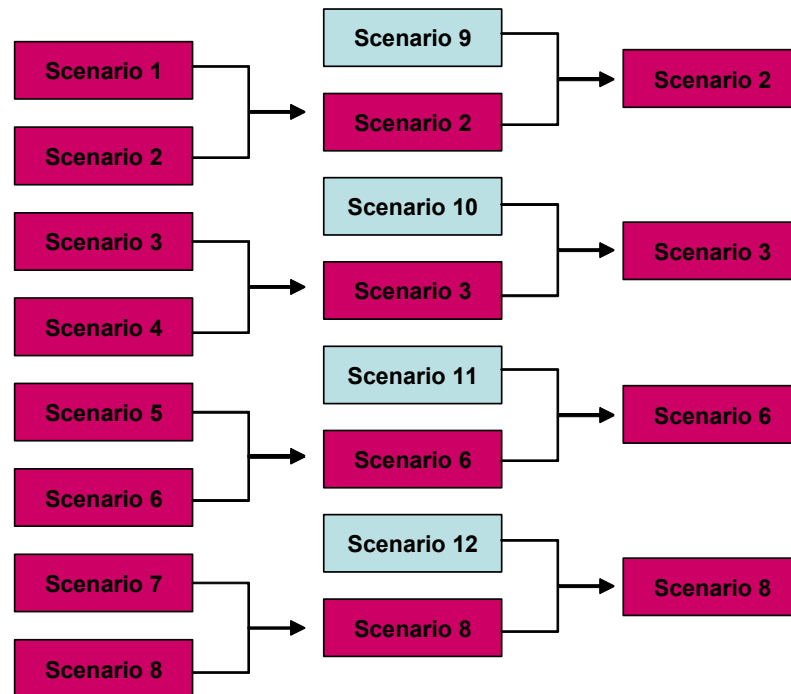 Scenario 1
Scenario 2
Scenario 3
Scenario 4
Scenario 5
Scenario 6
Scenario 7
Scenario 8
Scenario 9
Scenario 2
Scenario 10
Scenario 3
Scenario 11
Scenario 6
Scenario 12
Scenario 8
Scenario 2
Scenario 3
Scenario 6
Scenario 8